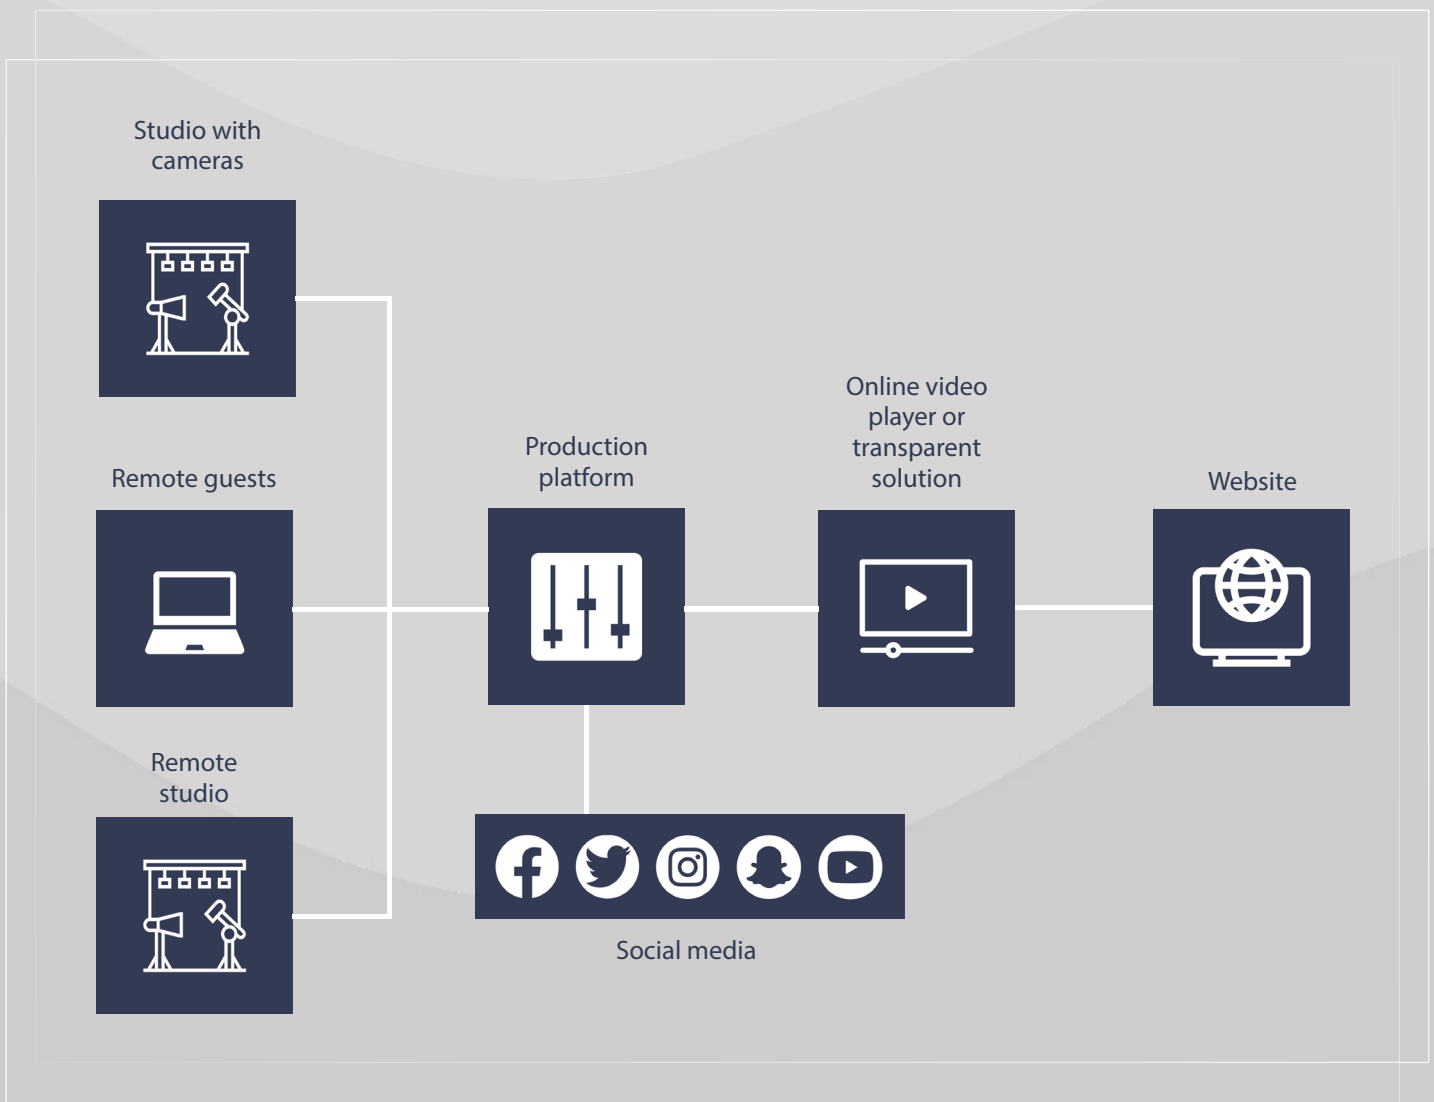 Studio with
cameras
Remote guests
Remote
studio
Production
platform
Online video
player or
transparent
solution
Website
Social media